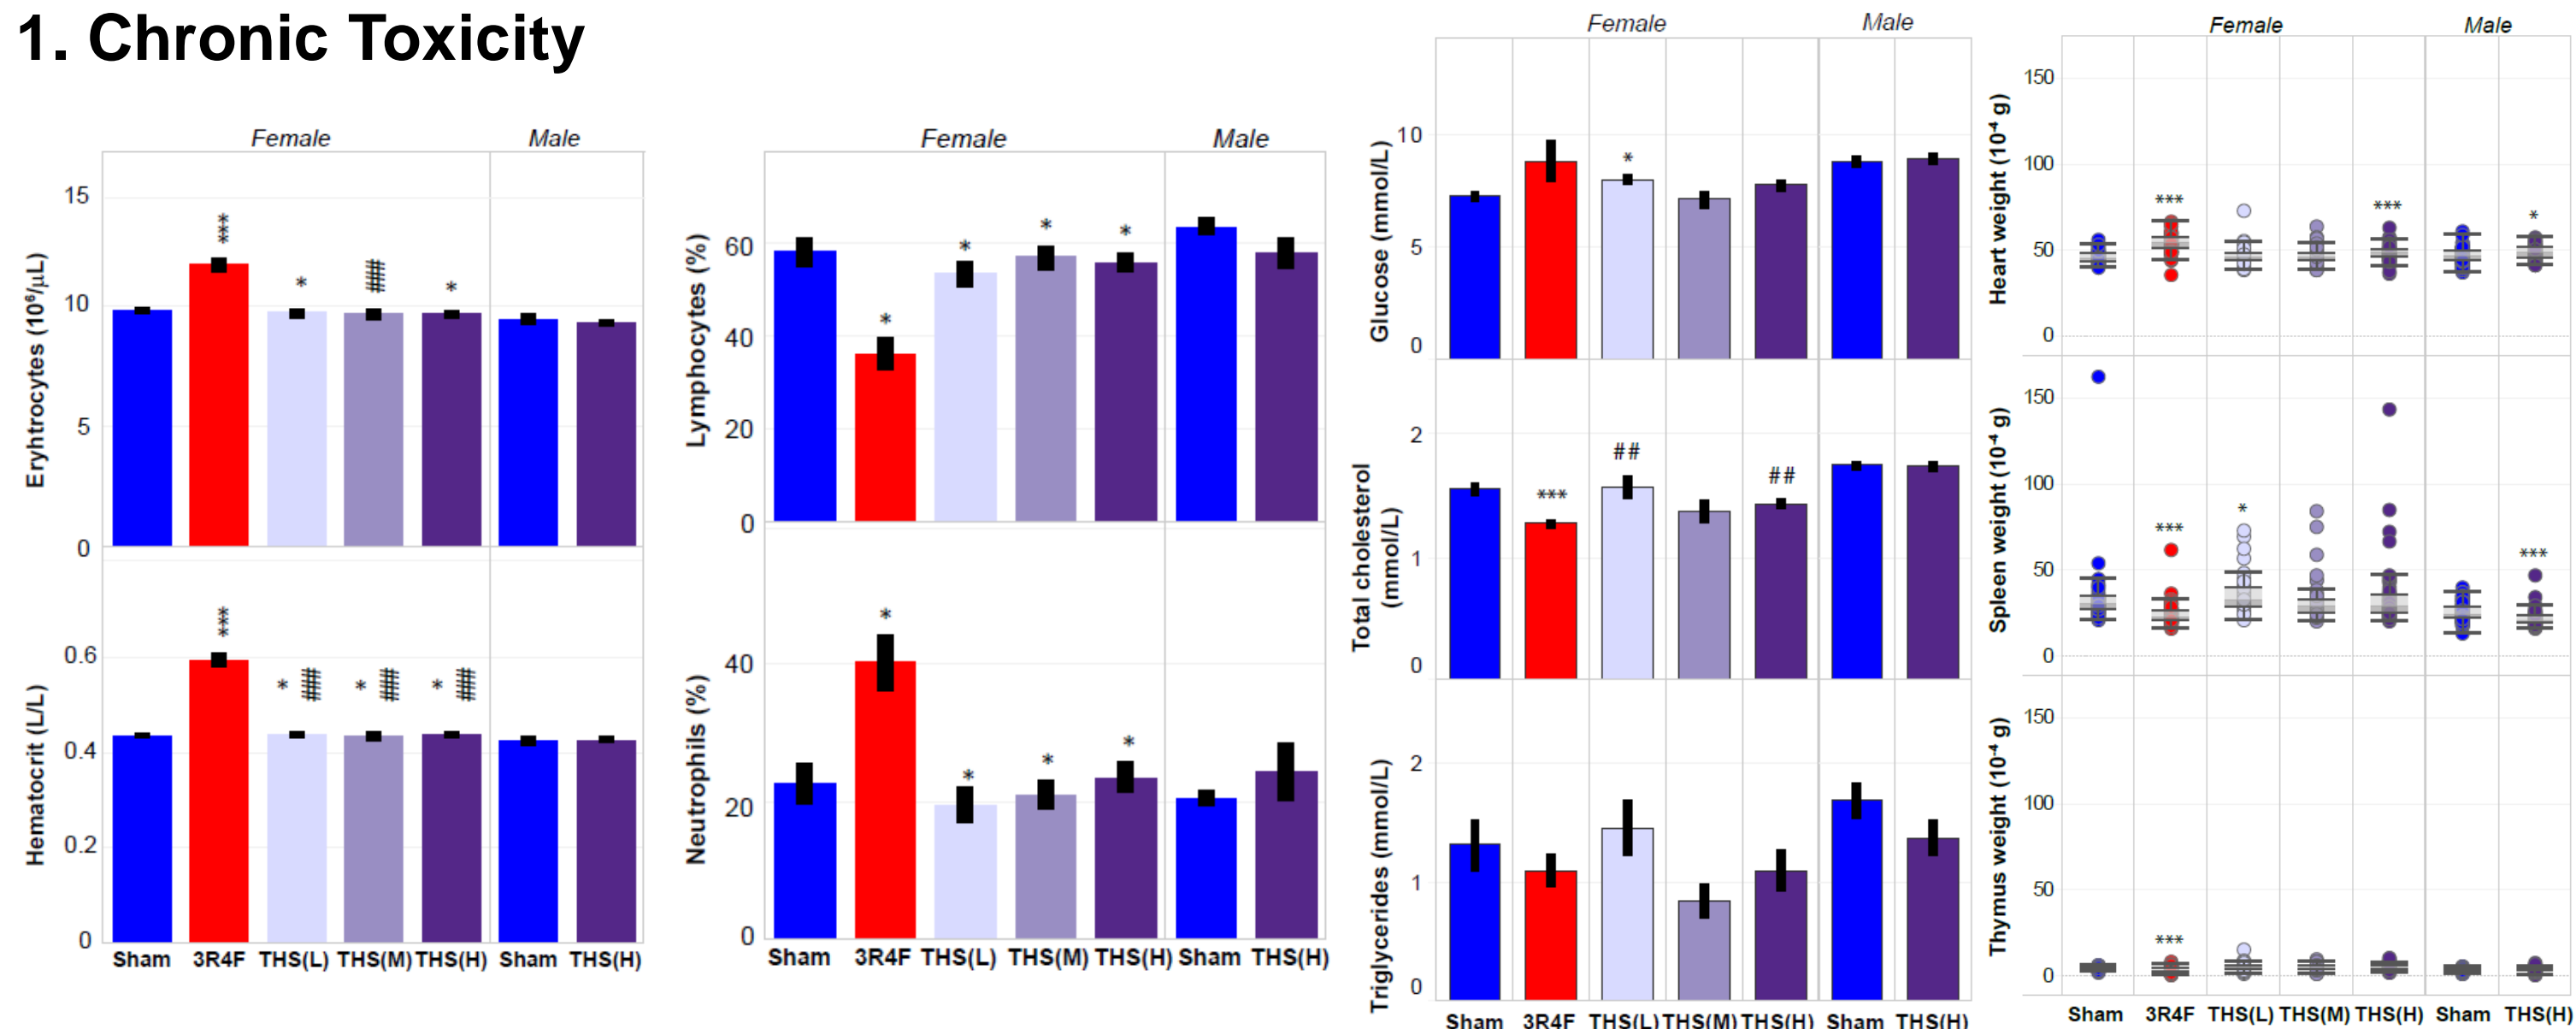 1. Chronic Toxicity
Female Male
Eryhtrocytes (10⁶/µL)
15
10
5
0
*** * ### *
Hematocrit (L/L)
0.6
0.4
0.2
0
*** * ### * ### * ###
Sham 3R4F THS(L) THS(M) THS(H) Sham THS(H)
Female Male
Lymphocytes (%)
60
40
20
0
* * * *
Neutrophils (%)
40
20
0
* * * *
Sham 3R4F THS(L) THS(M) THS(H) Sham THS(H)
Female Male
Glucose (mmol/L)
10
5
0
*
Total cholesterol
(mmol/L)
2
1
0
*** ## ##
Triglycerides (mmol/L)
2
1
0
Sham 3R4F THS(L) THS(M) THS(H) Sham THS(H)
Female Male
Heart weight (10⁻⁴ g)
150
100
50
0
*** *** *
Spleen weight (10⁻⁴ g)
150
100
50
0
*** * ***
Thymus weight (10⁻⁴ g)
150
100
50
0
***
Sham 3R4F THS(L) THS(M) THS(H) Sham THS(H)